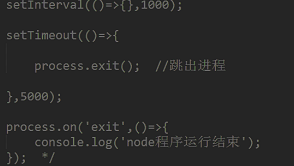 setInterval(()=>{},1000);
setTimeout(()=>{
process.exit(); //跳出进程
},5000);
process.on('exit',()=>{
console.log('node程序运行结束');
}); */